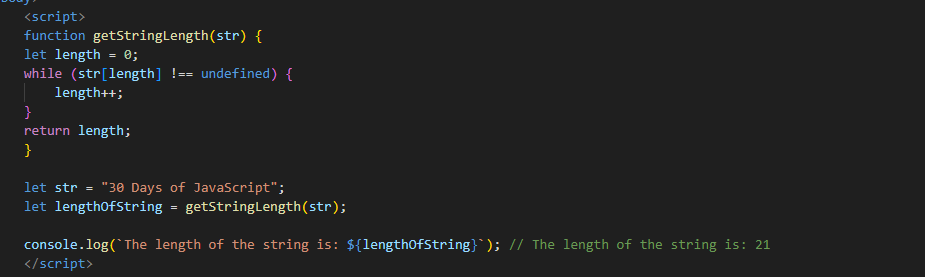 <script>
function getStringLength(str) {
let length = 0;
while (str[length] !== undefined) {
length++;
}
return length;
}
let str = "30 Days of JavaScript";
let lengthOfString = getStringLength(str);
console.log(`The length of the string is: ${lengthOfString}`); // The length of the string is: 21
</script>